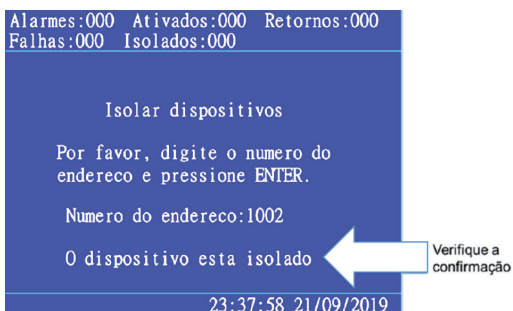 Alarmes:000 Ativados:000 Retornos:000
Falhas:000 Isolados:000
Isolar dispositivos
Por favor, digite o numero do
endereco e pressione ENTER.
Numero do endereco:1002
O dispositivo esta isolado
Verifique a
confirmação
23:37:58 21/09/2019